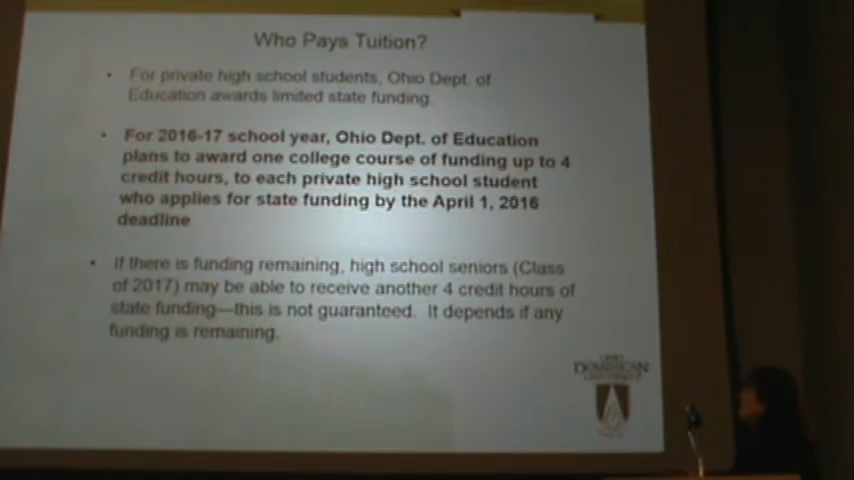 Who Pays Tuition?
• For private high school students, Ohio Dept. of
Education awards limited state funding.
• For 2016-17 school year, Ohio Dept. of Education
plans to award one college course of funding up to 4
credit hours, to each private high school student
who applies for state funding by the April 1, 2016
deadline
• If there is funding remaining, high school seniors (Class
of 2017) may be able to receive another 4 credit hours of
state funding—this is not guaranteed. It depends if any
funding is remaining.
OHIO
DOMINICAN
UNIVERSITY